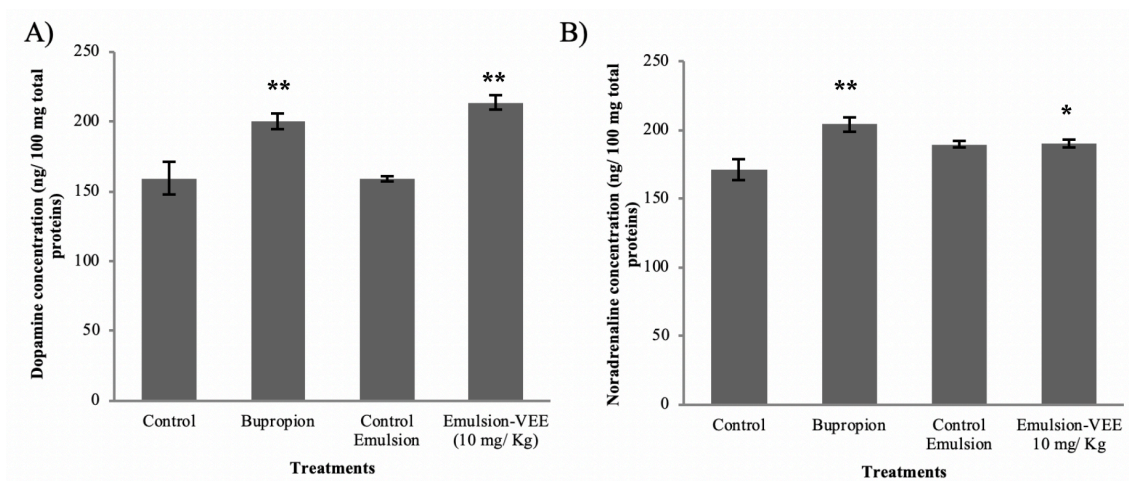 A)
Dopamine concentration (ng/ 100 mg total
proteins)
250
200
150
100
50
0
**
**
Control
Bupropion
Control
Emulsion
Emulsion-VEE
(10 mg/ Kg)
Treatments
B)
Noradrenaline concentration (ng/ 100 mg total
proteins)
250
200
150
100
50
0
**
*
Control
Bupropion
Control
Emulsion
Emulsion-VEE
10 mg/ Kg
Treatments